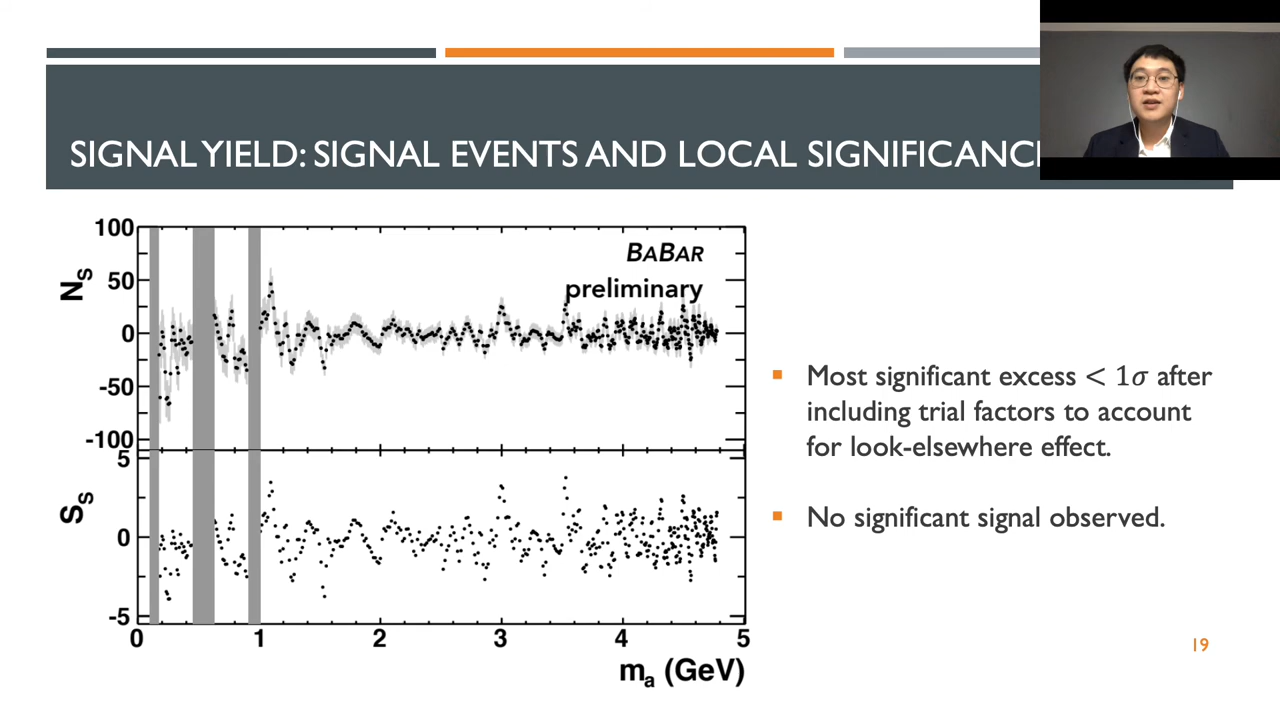 SIGNAL YIELD: SIGNAL EVENTS AND LOCAL SIGNIFICANC
100
50
0
-50
-100
N_S
BABAR
preliminary
5
0
-5
S_S
0 1 2 3 4 5
m_a (GeV)
Most significant excess < 1σ after
including trial factors to account
for look-elsewhere effect.
No significant signal observed.
19